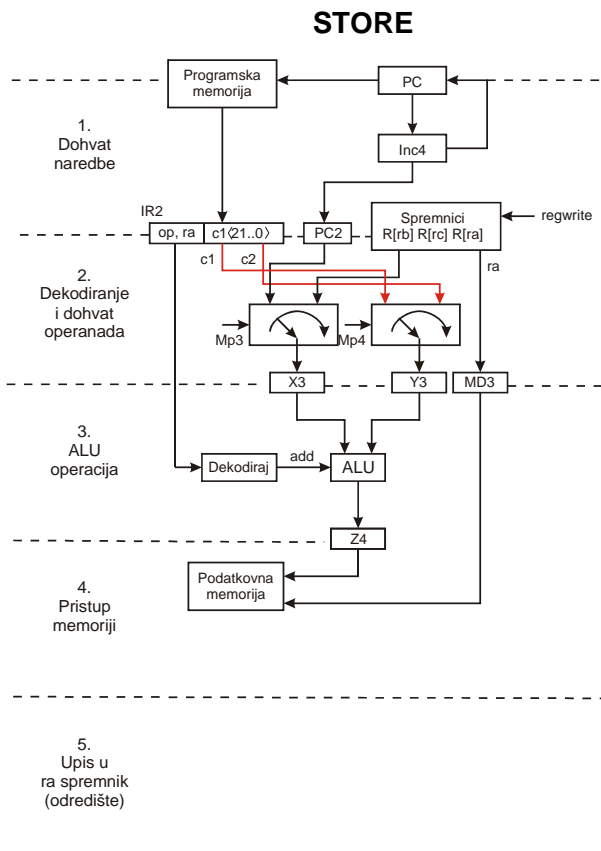 STORE
Programska
memorija
PC
1.
Dohvat
naredbe
Inc4
IR2
op, ra
c1⟨21..0⟩
PC2
Spremnici
R[rb] R[rc] R[ra]
regwrite
c1
c2
ra
2.
Dekodiranje
i dohvat
operanada
Mp3
Mp4
X3
Y3
MD3
3.
ALU
operacija
Dekodiraj
add
ALU
Z4
4.
Pristup
memoriji
Podatkovna
memorija
5.
Upis u
ra spremnik
(odredište)